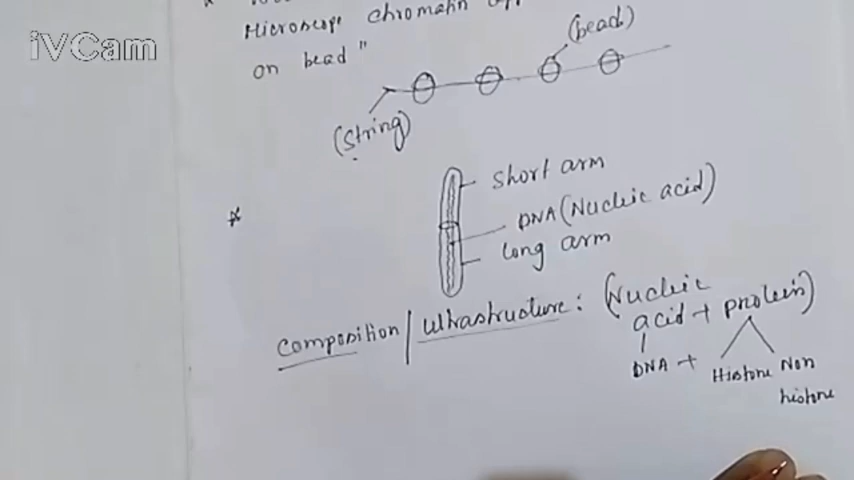 iVCam
Microscope chromatin
on bead"
(bead)
(string)
short arm
DNA (Nucleic acid)
Long arm
Composition / Ultrastructure : (Nucleic
acid + protein)
DNA + Histone Non
histone